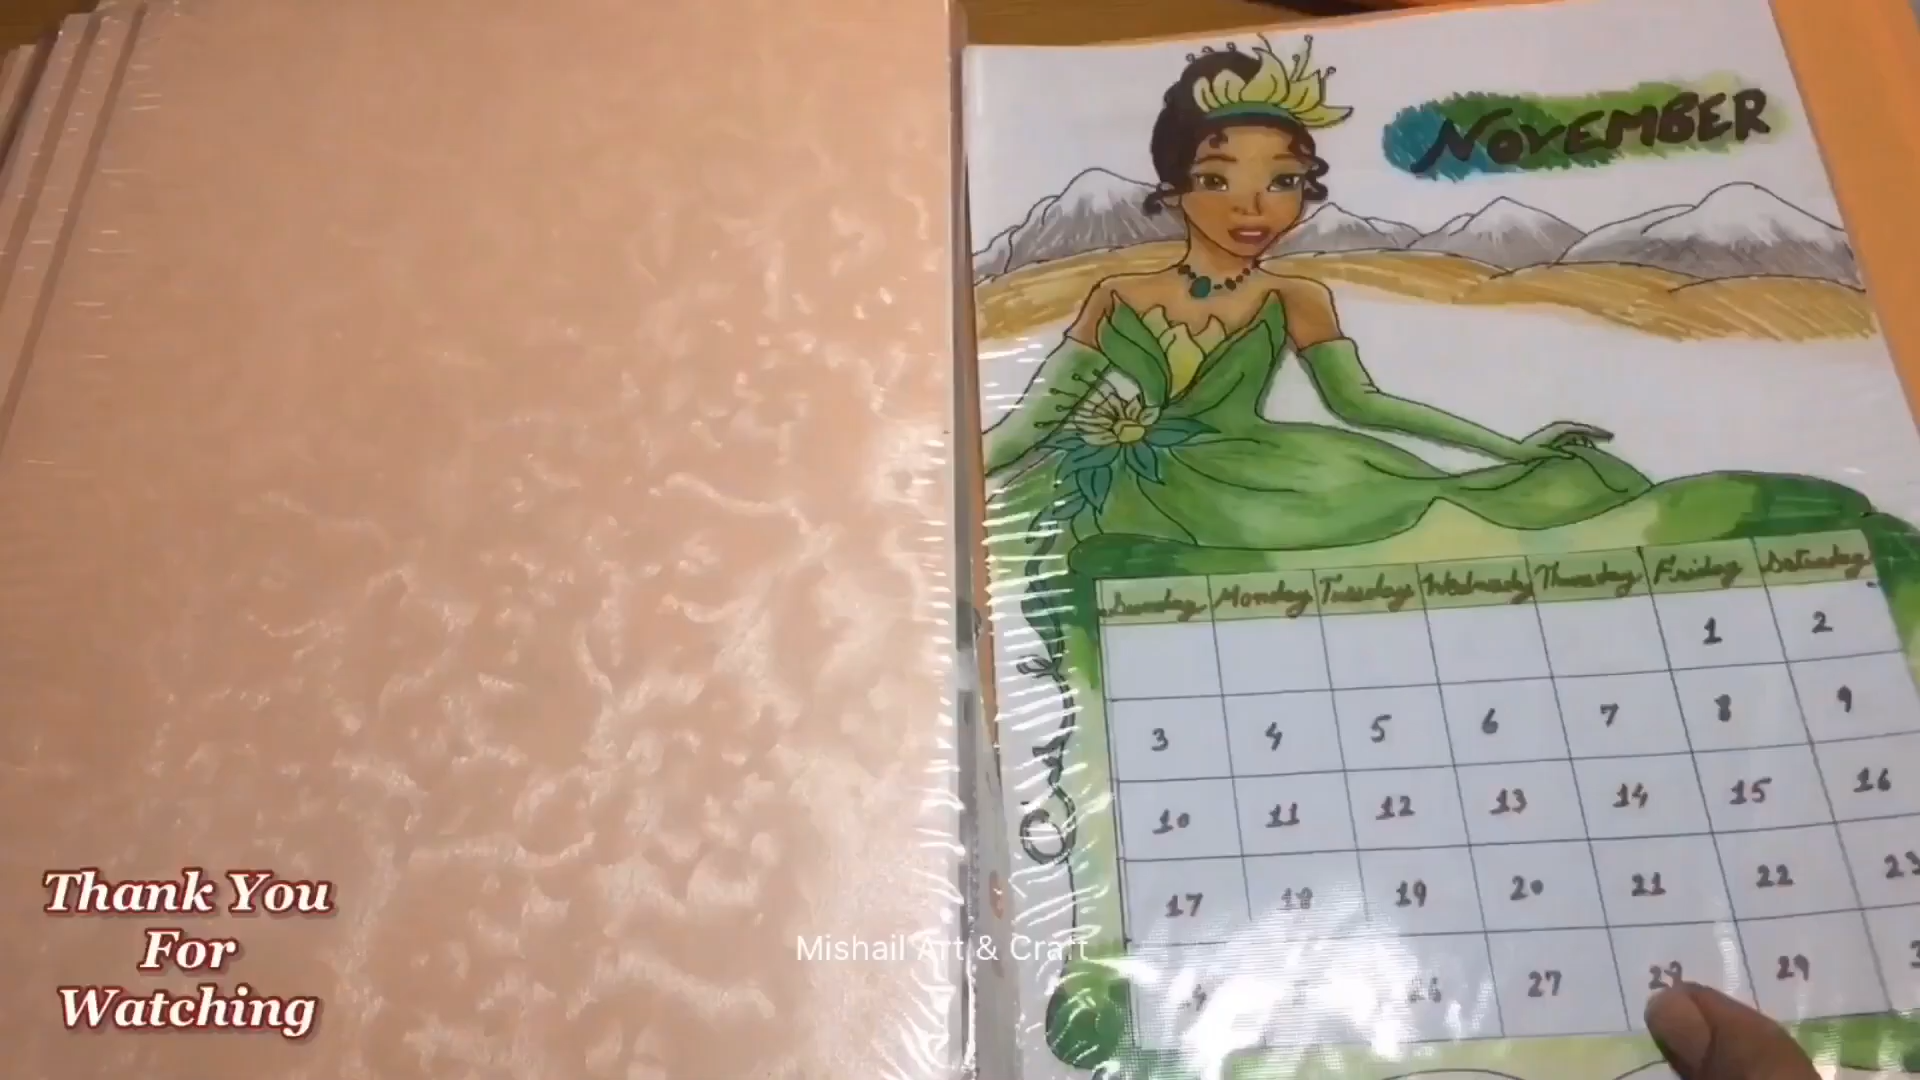 NOVEMBER
Sunday Monday Tuesday Wednesday Thursday Friday Saturday
1 2
3 4 5 6 7 8 9
10 11 12 13 14 15 16
17 18 19 20 21 22 23
26 27 28 29
Thank You
For
Watching
Mishail Art & Craft